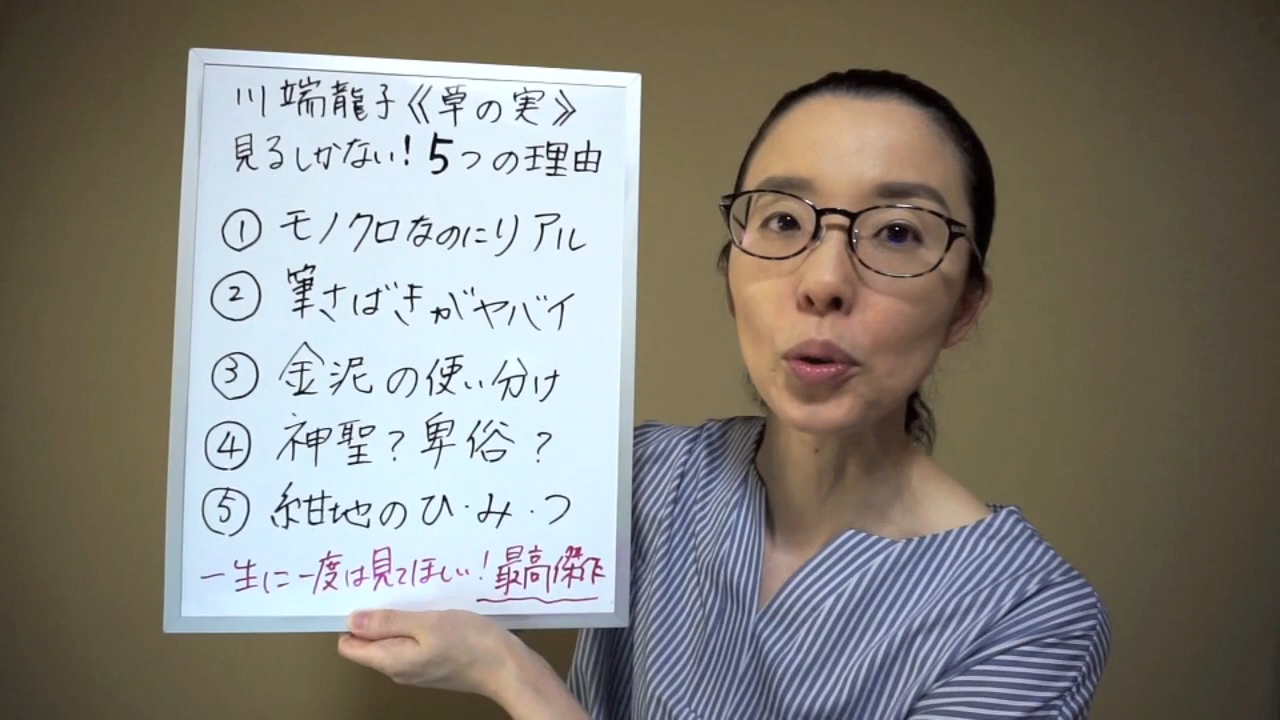 川端龍子《草の実》
見るしかない！5つの理由
① モノクロなのにリアル
② 筆さばきがヤバイ
③ 金泥の使い分け
④ 神聖？卑俗？
⑤ 紺地のひ・み・つ
一生に一度は見てほしい！最高傑作